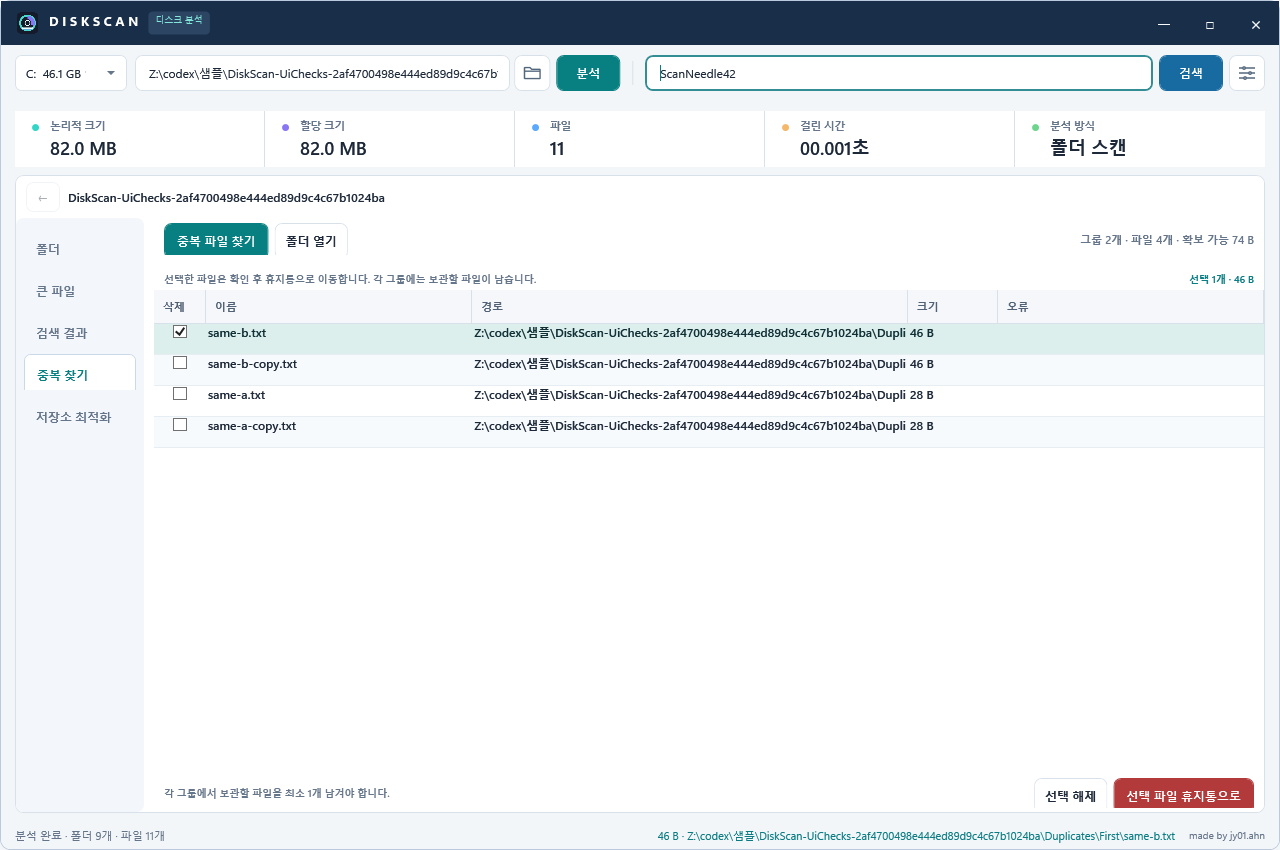 DISKSCAN 디스크 분석
C: 46.1 GB
Z:\codex\샘플\DiskScan-UiChecks-2af4700498e444ed89d9c4c67b
분석
ScanNeedle42
검색
논리적 크기
82.0 MB
할당 크기
82.0 MB
파일
11
걸린 시간
00.001초
분석 방식
폴더 스캔
← DiskScan-UiChecks-2af4700498e444ed89d9c4c67b1024ba
폴더
큰 파일
검색 결과
중복 찾기
저장소 최적화
중복 파일 찾기 폴더 열기
그룹 2개 · 파일 4개 · 확보 가능 74 B
선택한 파일은 확인 후 휴지통으로 이동합니다. 각 그룹에는 보관할 파일이 남습니다.
선택 1개 · 46 B
삭제 이름 경로 크기 오류
same-b.txt Z:\codex\샘플\DiskScan-UiChecks-2af4700498e444ed89d9c4c67b1024ba\Dupli 46 B
same-b-copy.txt Z:\codex\샘플\DiskScan-UiChecks-2af4700498e444ed89d9c4c67b1024ba\Dupli 46 B
same-a.txt Z:\codex\샘플\DiskScan-UiChecks-2af4700498e444ed89d9c4c67b1024ba\Dupli 28 B
same-a-copy.txt Z:\codex\샘플\DiskScan-UiChecks-2af4700498e444ed89d9c4c67b1024ba\Dupli 28 B
각 그룹에서 보관할 파일을 최소 1개 남겨야 합니다.
선택 해제 선택 파일 휴지통으로
분석 완료 · 폴더 9개 · 파일 11개
46 B · Z:\codex\샘플\DiskScan-UiChecks-2af4700498e444ed89d9c4c67b1024ba\Duplicates\First\same-b.txt
made by jy01.ahn